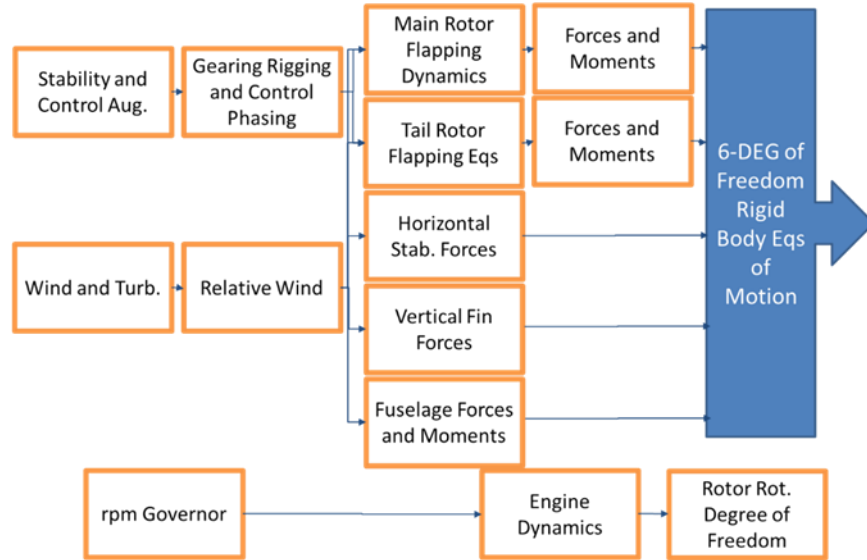 Stability and
Control Aug.
Gearing Rigging
and Control
Phasing
Main Rotor
Flapping
Dynamics
Forces and
Moments
Tail Rotor
Flapping Eqs
Forces and
Moments
Horizontal
Stab. Forces
Wind and Turb.
Relative Wind
Vertical Fin
Forces
Fuselage Forces
and Moments
6-DEG of
Freedom
Rigid
Body Eqs
of
Motion
rpm Governor
Engine
Dynamics
Rotor Rot.
Degree of
Freedom